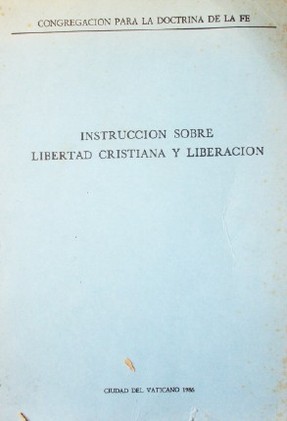 CONGREGACION PARA LA DOCTRINA DE LA FE
INSTRUCCION SOBRE
LIBERTAD CRISTIANA Y LIBERACION
CIUDAD DEL VATICANO 1986